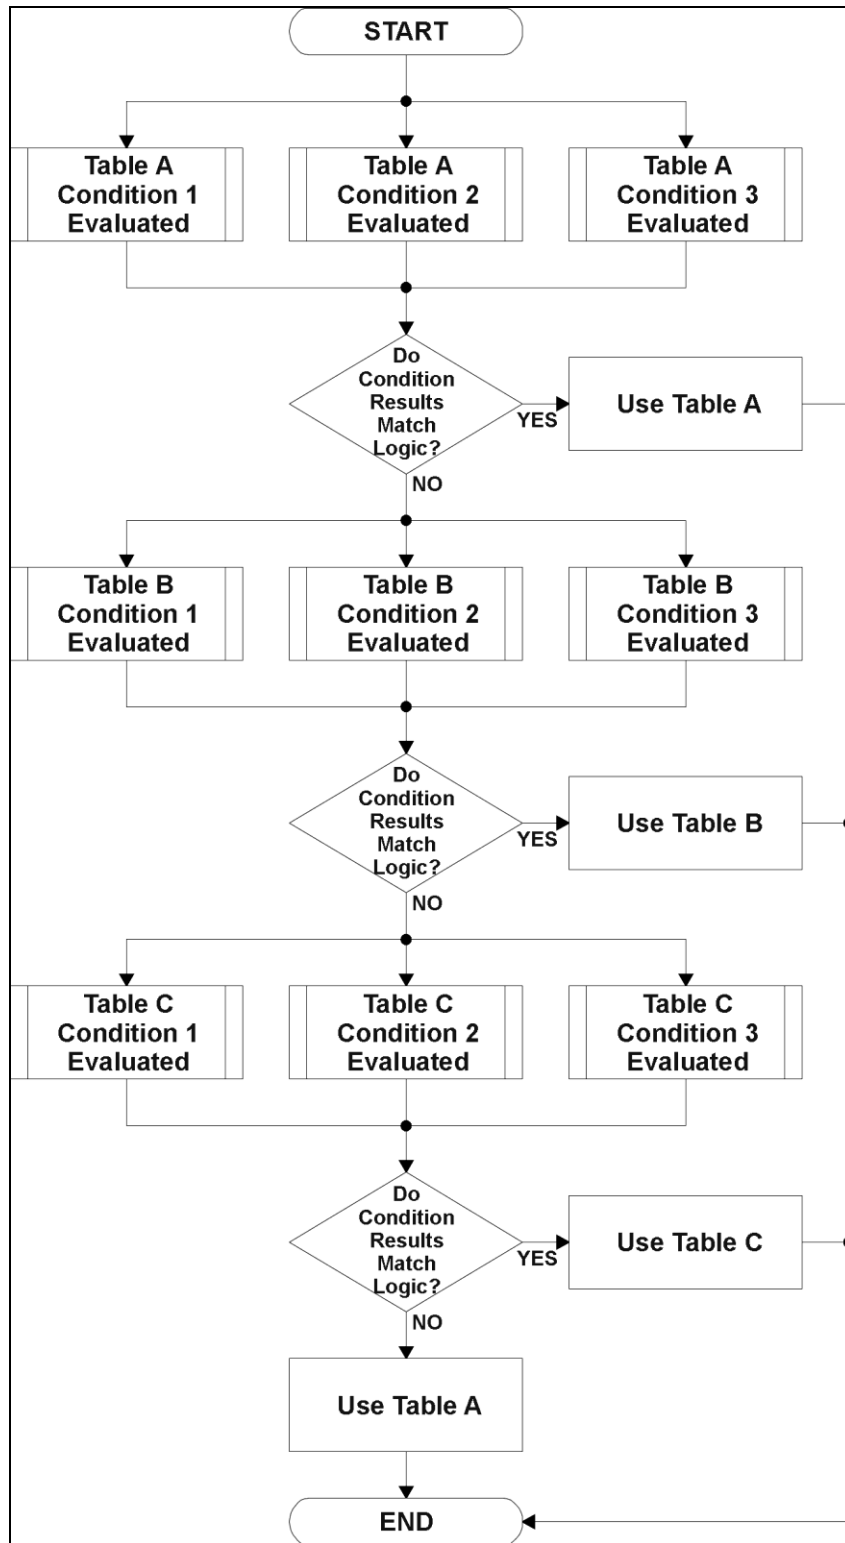 START
Table A
Condition 1
Evaluated
Table A
Condition 2
Evaluated
Table A
Condition 3
Evaluated
Do
Condition
Results
Match
Logic?
YES
Use Table A
NO
Table B
Condition 1
Evaluated
Table B
Condition 2
Evaluated
Table B
Condition 3
Evaluated
Do
Condition
Results
Match
Logic?
YES
Use Table B
NO
Table C
Condition 1
Evaluated
Table C
Condition 2
Evaluated
Table C
Condition 3
Evaluated
Do
Condition
Results
Match
Logic?
YES
Use Table C
NO
Use Table A
END